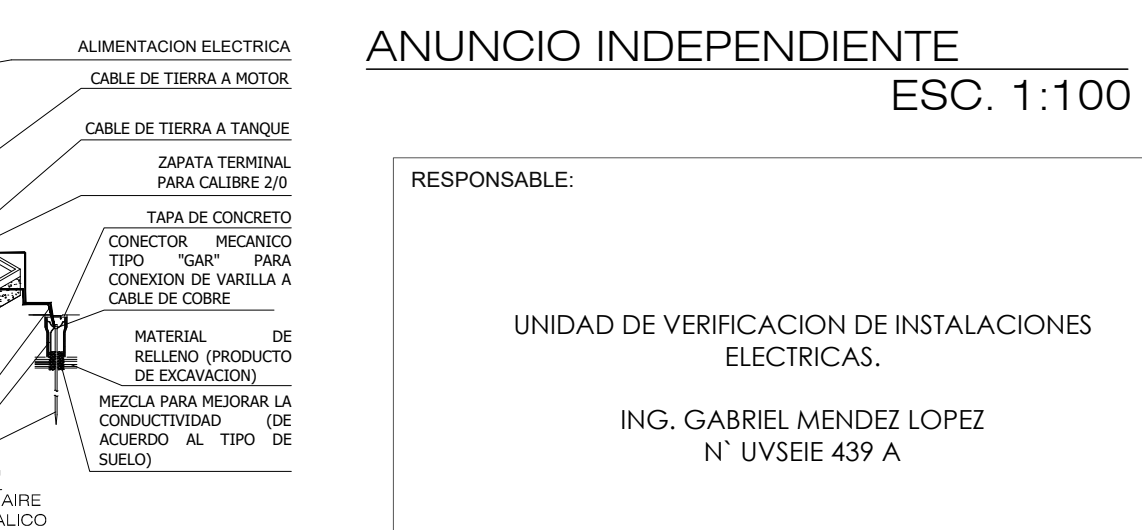 ALIMENTACION ELECTRICA
CABLE DE TIERRA A MOTOR
CABLE DE TIERRA A TANQUE
ZAPATA TERMINAL
PARA CALIBRE 2/0
TAPA DE CONCRETO
CONECTOR MECANICO
TIPO "GAR" PARA
CONEXION DE VARILLA A
CABLE DE COBRE
MATERIAL DE
RELLENO (PRODUCTO
DE EXCAVACION)
MEZCLA PARA MEJORAR LA
CONDUCTIVIDAD (DE
ACUERDO AL TIPO DE
SUELO)
AIRE
ANUNCIO INDEPENDIENTE
ESC. 1:100
RESPONSABLE:
UNIDAD DE VERIFICACION DE INSTALACIONES
ELECTRICAS.
ING. GABRIEL MENDEZ LOPEZ
N` UVSEIE 439 A